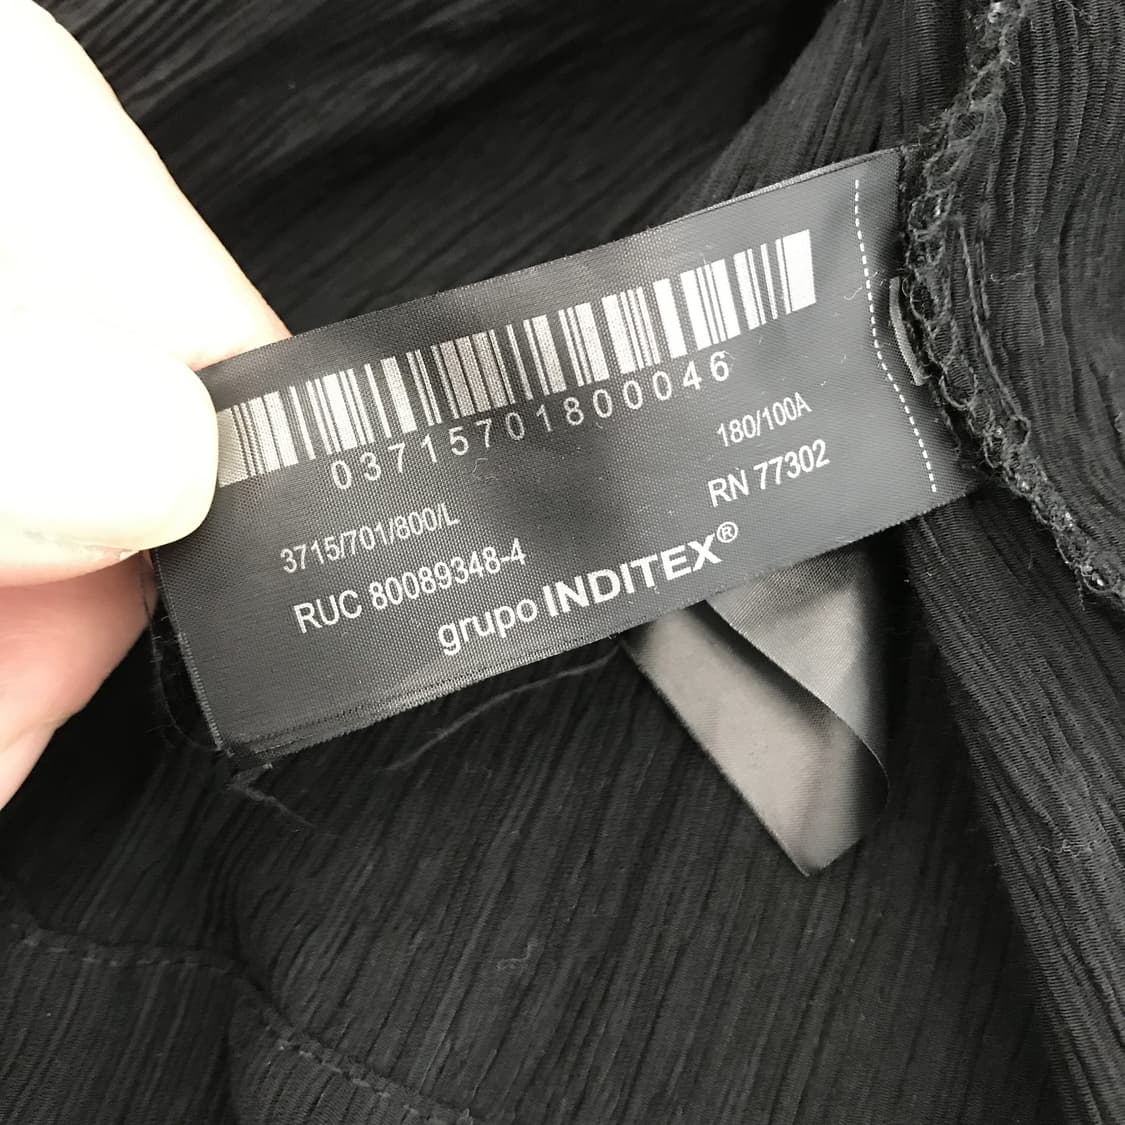 03715701800046
3715/701/800/L
180/100A
RUC 80089348-4
RN 77302
grupo INDITEX®